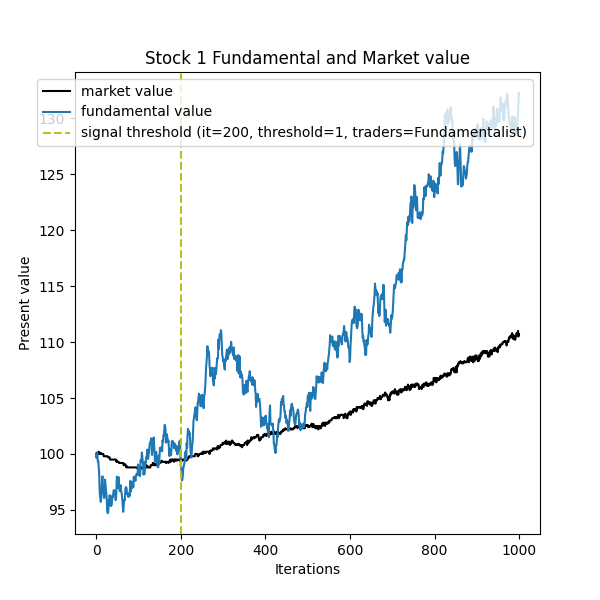 Stock 1 Fundamental and Market value
market value
fundamental value
signal threshold (it=200, threshold=1, traders=Fundamentalist)
130
125
120
115
110
105
100
95
Present value
0 200 400 600 800 1000
Iterations